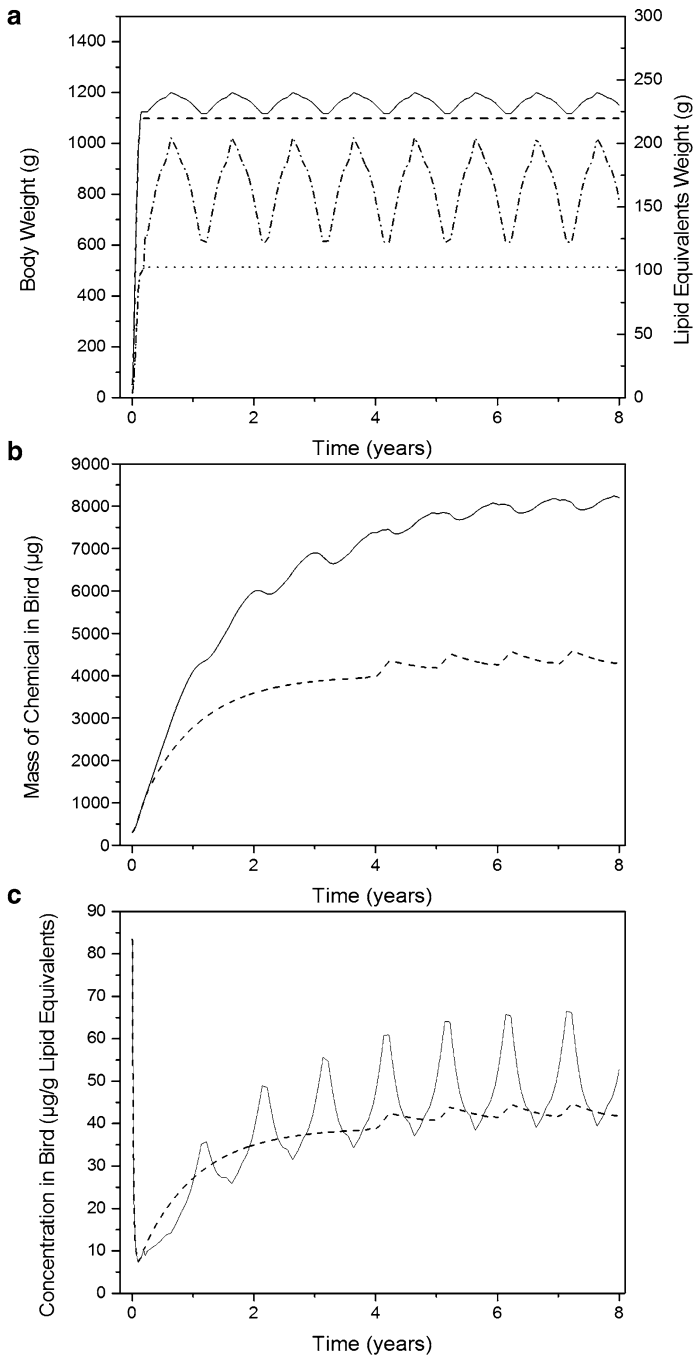 a
300
1400
1200
1000
800
600
400
200
0
250
200
150
100
50
0
Body Weight (g)
Lipid Equivalents Weight (g)
0 2 4 6 8
Time (years)
b
9000
8000
7000
6000
5000
4000
3000
2000
1000
0
Mass of Chemical in Bird (µg)
0 2 4 6 8
Time (years)
c
90
80
70
60
50
40
30
20
10
0
Concentration in Bird (µg/g Lipid Equivalents)
0 2 4 6 8
Time (years)